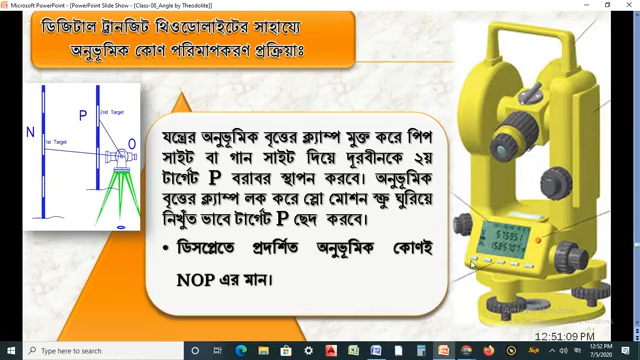 Microsoft PowerPoint
PowerPoint Slide Show - [Class-08_Angle by Theodolite]
ডিজিটাল ট্রানজিট থিওডোলাইটের সাহায্যে
অনুভূমিক কোণ পরিমাপকরণ প্রক্রিয়াঃ
P
2nd Target
N
1st Target
O
যন্ত্রের অনুভূমিক বৃত্তের ক্ল্যাম্প মুক্ত করে পিপ
সাইট বা গান সাইট দিয়ে দূরবীনকে ২য়
টার্গেট P বরাবর স্থাপন করবে। অনুভূমিক
বৃত্তের ক্ল্যাম্প লক করে স্লো মোশন স্ক্রু ঘুরিয়ে
নিখুঁত ভাবে টার্গেট P ছেদ করবে।
• ডিসপ্লেতে প্রদর্শিত অনুভূমিক কোণই
NOP এর মান।
Activate Windows
12:51:09 PM
Type here to search
12:52 PM
7/5/2020